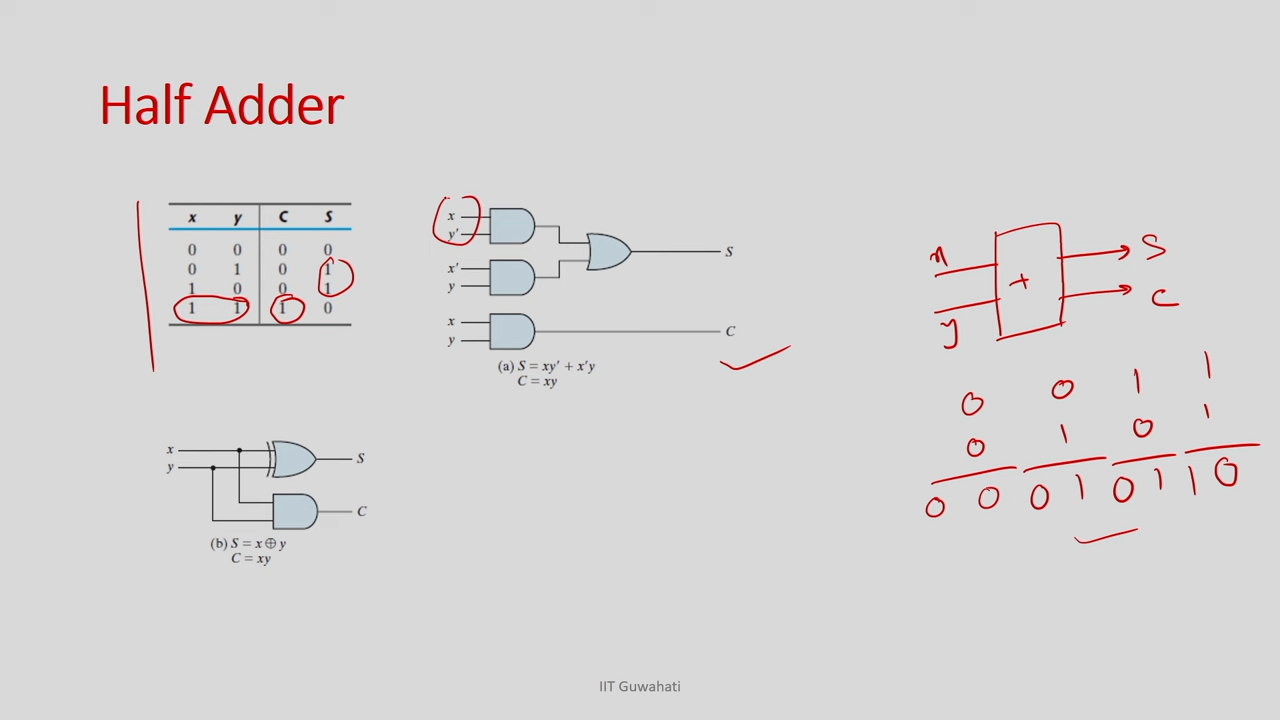 Half Adder
x y C S
0 0 0 0
0 1 0 1
1 0 0 1
1 1 1 0
x
y'
x'
y
x
y
S
C
(a) S = xy' + x'y
C = xy
x
y
S
C
(b) S = x ⊕ y
C = xy
x
y
+
S
C
0 0 1 1
0 1 0 1
0 0 0 1 0 1 1 0
IIT Guwahati